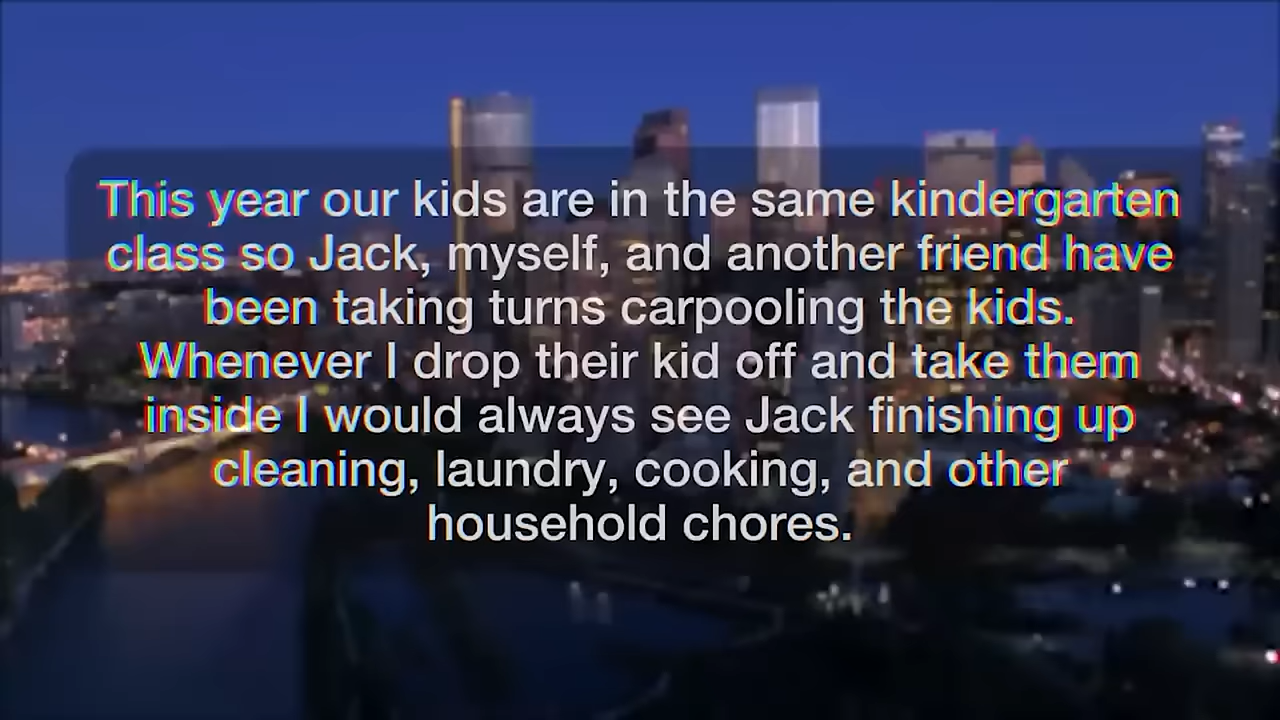 This year our kids are in the same kindergarten
class so Jack, myself, and another friend have
been taking turns carpooling the kids.
Whenever I drop their kid off and take them
inside I would always see Jack finishing up
cleaning, laundry, cooking, and other
household chores.